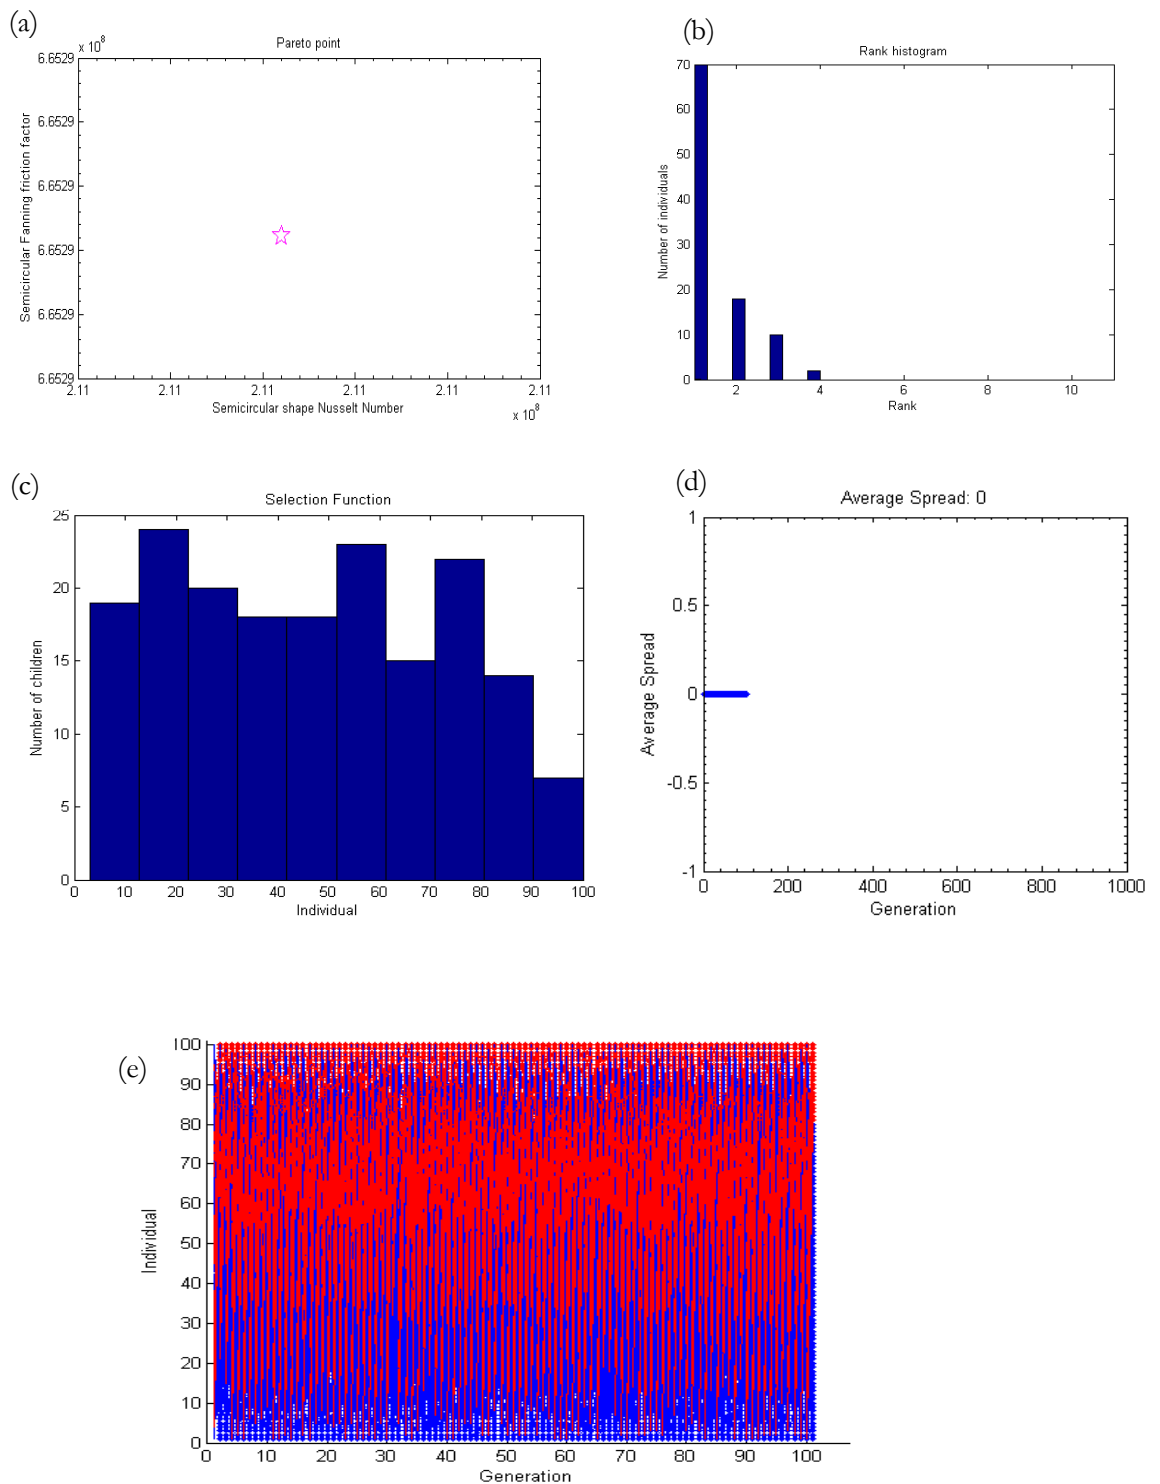 (a)
Pareto point
x 10^8
6.6529
6.6529
6.6529
6.6529
6.6529
6.6529
Semicircular Fanning friction factor
2.11 2.11 2.11 2.11 2.11 2.11
Semicircular shape Nusselt Number
x 10^8
(b)
Rank histogram
70
60
50
40
30
20
10
0
Number of individuals
2 4 6 8 10
Rank
(c)
Selection Function
25
20
15
10
5
0
Number of children
0 10 20 30 40 50 60 70 80 90 100
Individual
(d)
Average Spread: 0
1
0.5
0
-0.5
-1
Average Spread
0 200 400 600 800 1000
Generation
(e)
100
90
80
70
60
50
40
30
20
10
0
Individual
0 10 20 30 40 50 60 70 80 90 100
Generation